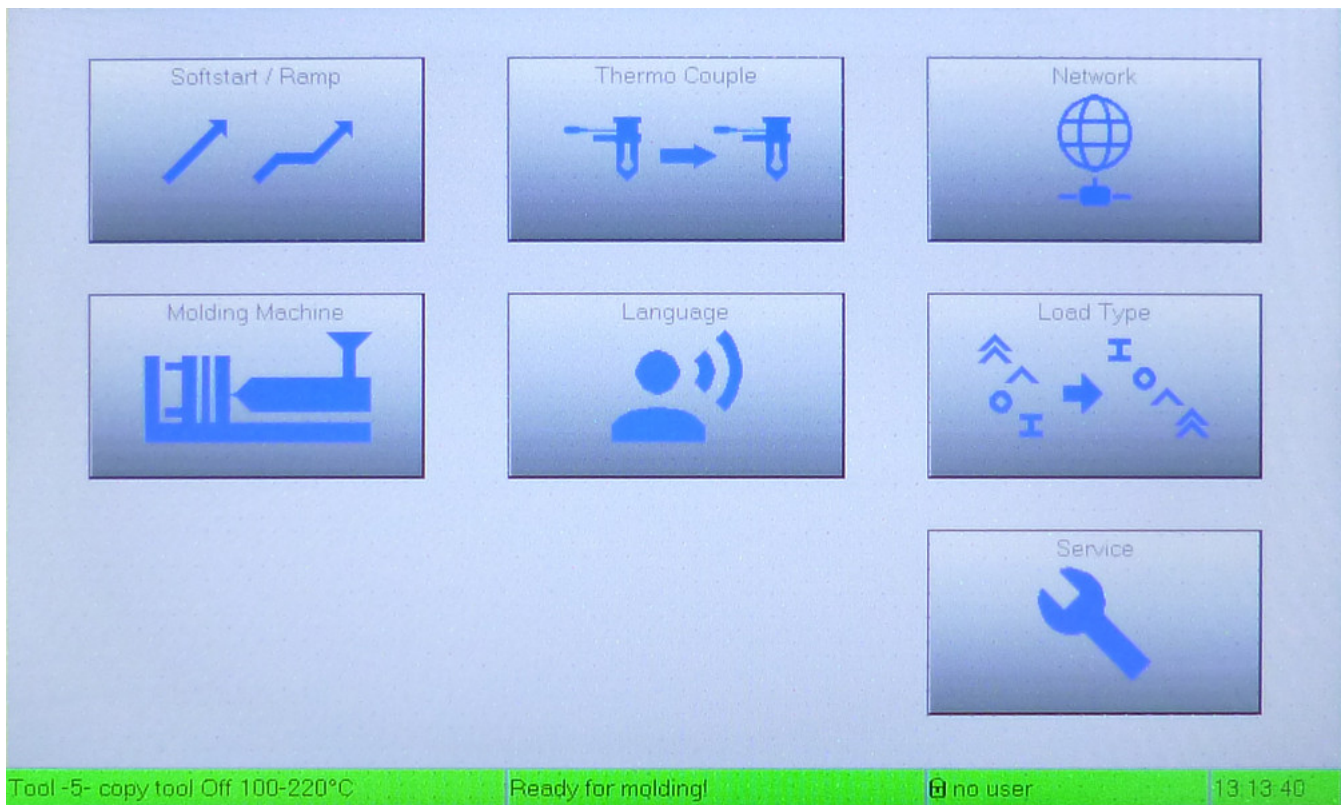 Softstart / Ramp
Thermo Couple
Network
Molding Machine
Language
Load Type
Service
Tool -5- copy tool Off 100-220°C
Ready for molding!
no user
13:13:40